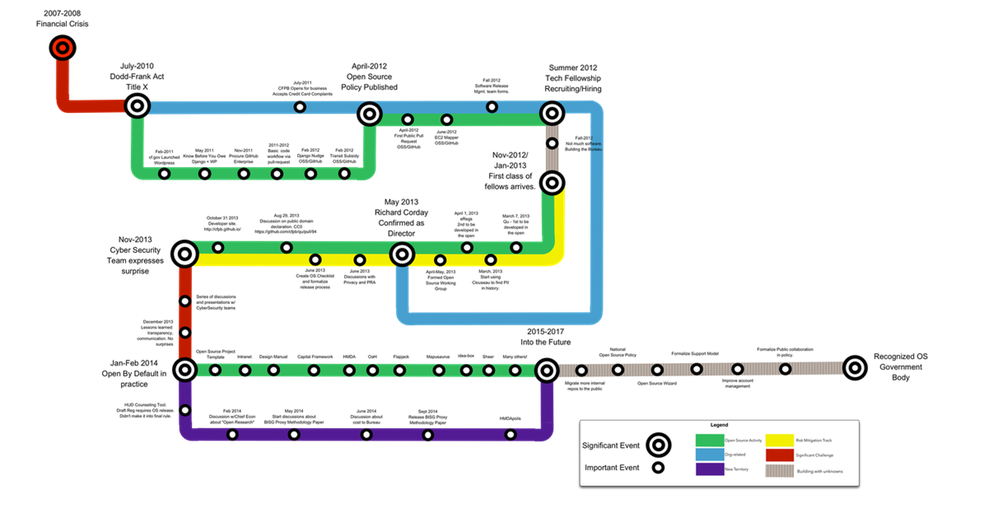 2007-2008
Financial Crisis
July-2010
Dodd-Frank Act
Title X
July-2011
CFPB Opens for business
Accepts Credit Card Complaints
April-2012
Open Source
Policy Published
Fall 2012
Software Release
Mgmt. team forms.
Summer 2012
Tech Fellowship
Recruiting/Hiring
April-2012
First Public Pull
Request
OSS/GitHub
June-2012
EC2 Mapper
OSS/GitHub
Fall-2012
Not much software.
Building the Bureau.
Feb-2011
cf.gov Launched
Wordpress
May 2011
Know Before You Owe
Django + WP
Nov-2011
Procure GitHub
Enterprise
2011-2012
Basic code
workflow via
pull-request
Feb 2012
Django Nudge
OSS/GitHub
Feb 2012
Transit Subsidy
OSS/GitHub
Nov-2012/
Jan-2013
First class of
fellows arrives.
October 31 2013
Developer site
http://cfpb.github.io/
Aug 29, 2013
Discussion on public domain
declaration: CC0
May 2013
Richard Corday
Confirmed as
Director
April 1, 2013
eRegs
2nd to be
developed in
the open
March 7, 2013
Qu - 1st to be
developed in
the open
Nov-2013
Cyber Security
Team expresses
surprise
June 2013
Create OS Checklist
and formalize
release process
June 2013
Discussions with
Privacy and PRA
April-May, 2013
Formed Open
Source Working
Group
March, 2013
Start using
Clouseau to find PII
in history.
Series of discussions
and presentations w/
CyberSecurity teams
December 2013
Lessons learned:
transparency,
communication. No
surprises
2015-2017
Into the Future
Jan-Feb 2014
Open By Default in
practice
Open Source Project
Template
Intranet
Design Manual
Capital Framework
HMDA
CoH
Flapjack
Mapusaurus
idea-box
Sheer
Many others!
National
Open Source Policy
Formalize Support Model
Formalize Public collaboration
in policy.
Migrate more internal
repos to the public
Open Source Wizard
Improve account
management
Recognized OS
Government
Body
HUD Counseling Tool:
Draft Reg requires OS release.
Didn't make it into final rule.
Feb 2014
Discussion w/Chief Econ
about "Open Research"
May 2014
Start discussions about
BISG Proxy Methodology Paper
June 2014
Discussion about
cost to Bureau
Sept 2014
Release BISG Proxy
Methodology Paper
HMDApilots
Legend
Significant Event
Important Event
Open Source Activity
Org-related
New Territory
Risk Mitigation Track
Significant Challenge
Building with unknowns